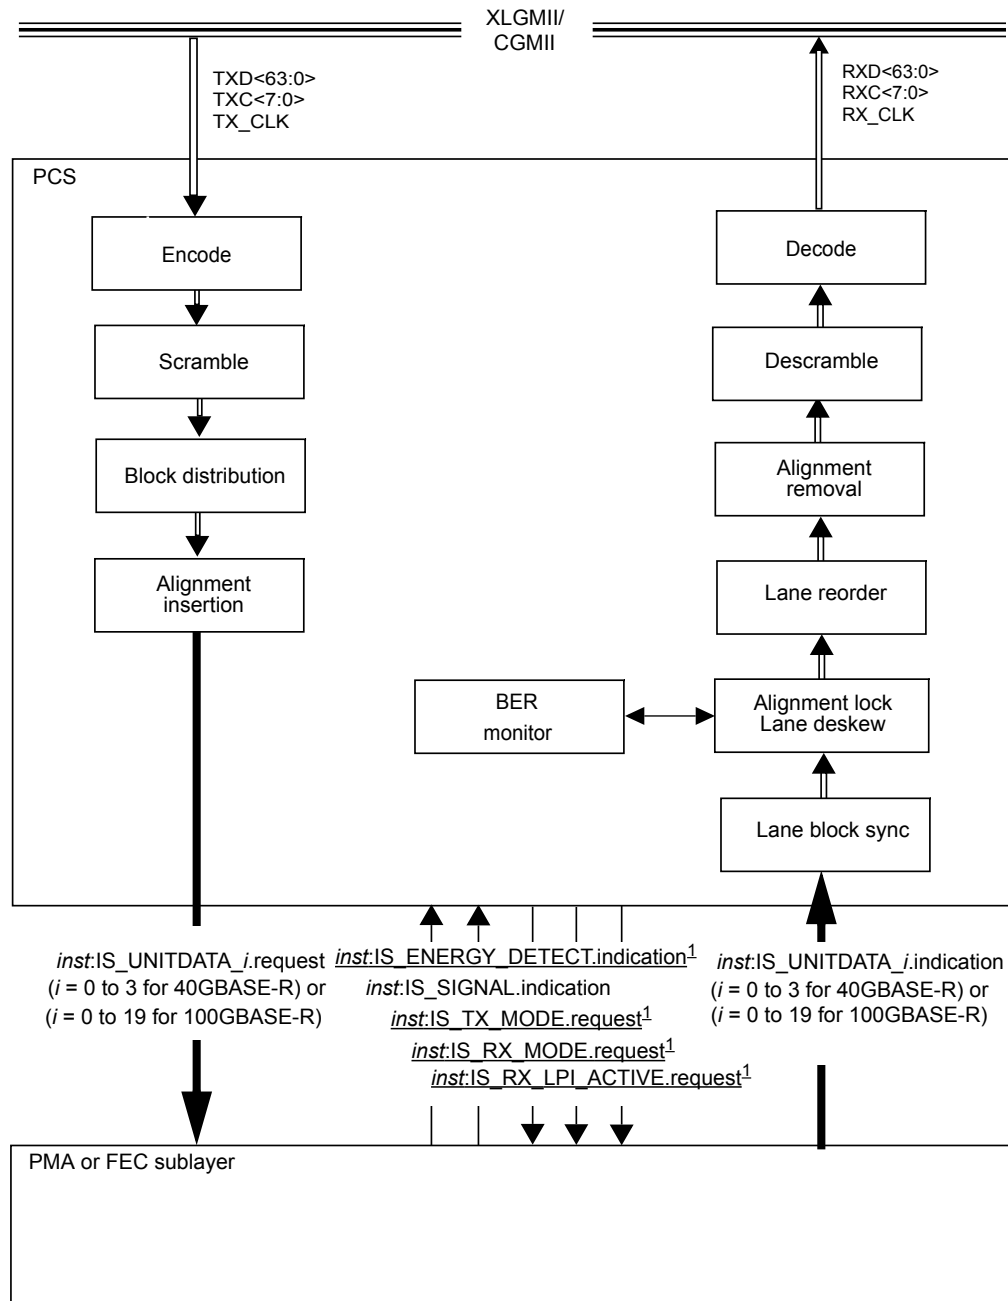 XLGMII/
CGMII
TXD<63:0>
TXC<7:0>
TX_CLK
RXD<63:0>
RXC<7:0>
RX_CLK
PCS
Encode
Scramble
Block distribution
Alignment
insertion
Decode
Descramble
Alignment
removal
Lane reorder
BER
monitor
Alignment lock
Lane deskew
Lane block sync
inst:IS_UNITDATA_i.request
(i = 0 to 3 for 40GBASE-R) or
(i = 0 to 19 for 100GBASE-R)
inst:IS_ENERGY_DETECT.indication1
inst:IS_SIGNAL.indication
inst:IS_TX_MODE.request1
inst:IS_RX_MODE.request1
inst:IS_RX_LPI_ACTIVE.request1
inst:IS_UNITDATA_i.indication
(i = 0 to 3 for 40GBASE-R) or
(i = 0 to 19 for 100GBASE-R)
PMA or FEC sublayer